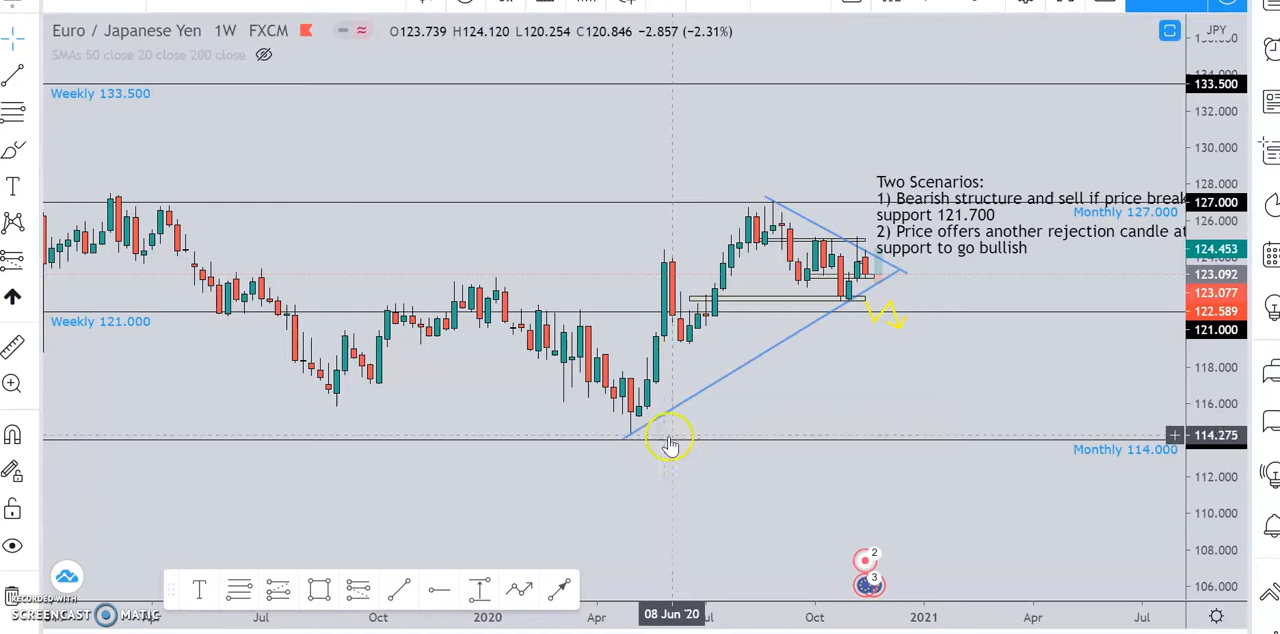 Euro / Japanese Yen 1W FXCM O123.739 H124.120 L120.254 C120.846 −2.857 (−2.31%)
JPY
SMAs 50 close 20 close 200 close
Weekly 133.500
133.500
132.000
130.000
128.000
Two Scenarios:
1) Bearish structure and sell if price break
127.000
Monthly 127.000
support 121.700
126.000
2) Price offers another rejection candle at
support to go bullish
124.453
123.092
123.077
122.589
Weekly 121.000
121.000
118.000
116.000
114.275
Monthly 114.000
112.000
110.000
108.000
106.000
2
3
T
RECORDED WITH
SCREENCAST MATIC
Jul
Oct
2020
Apr
08 Jun '20
Oct
2021
Apr
Jul